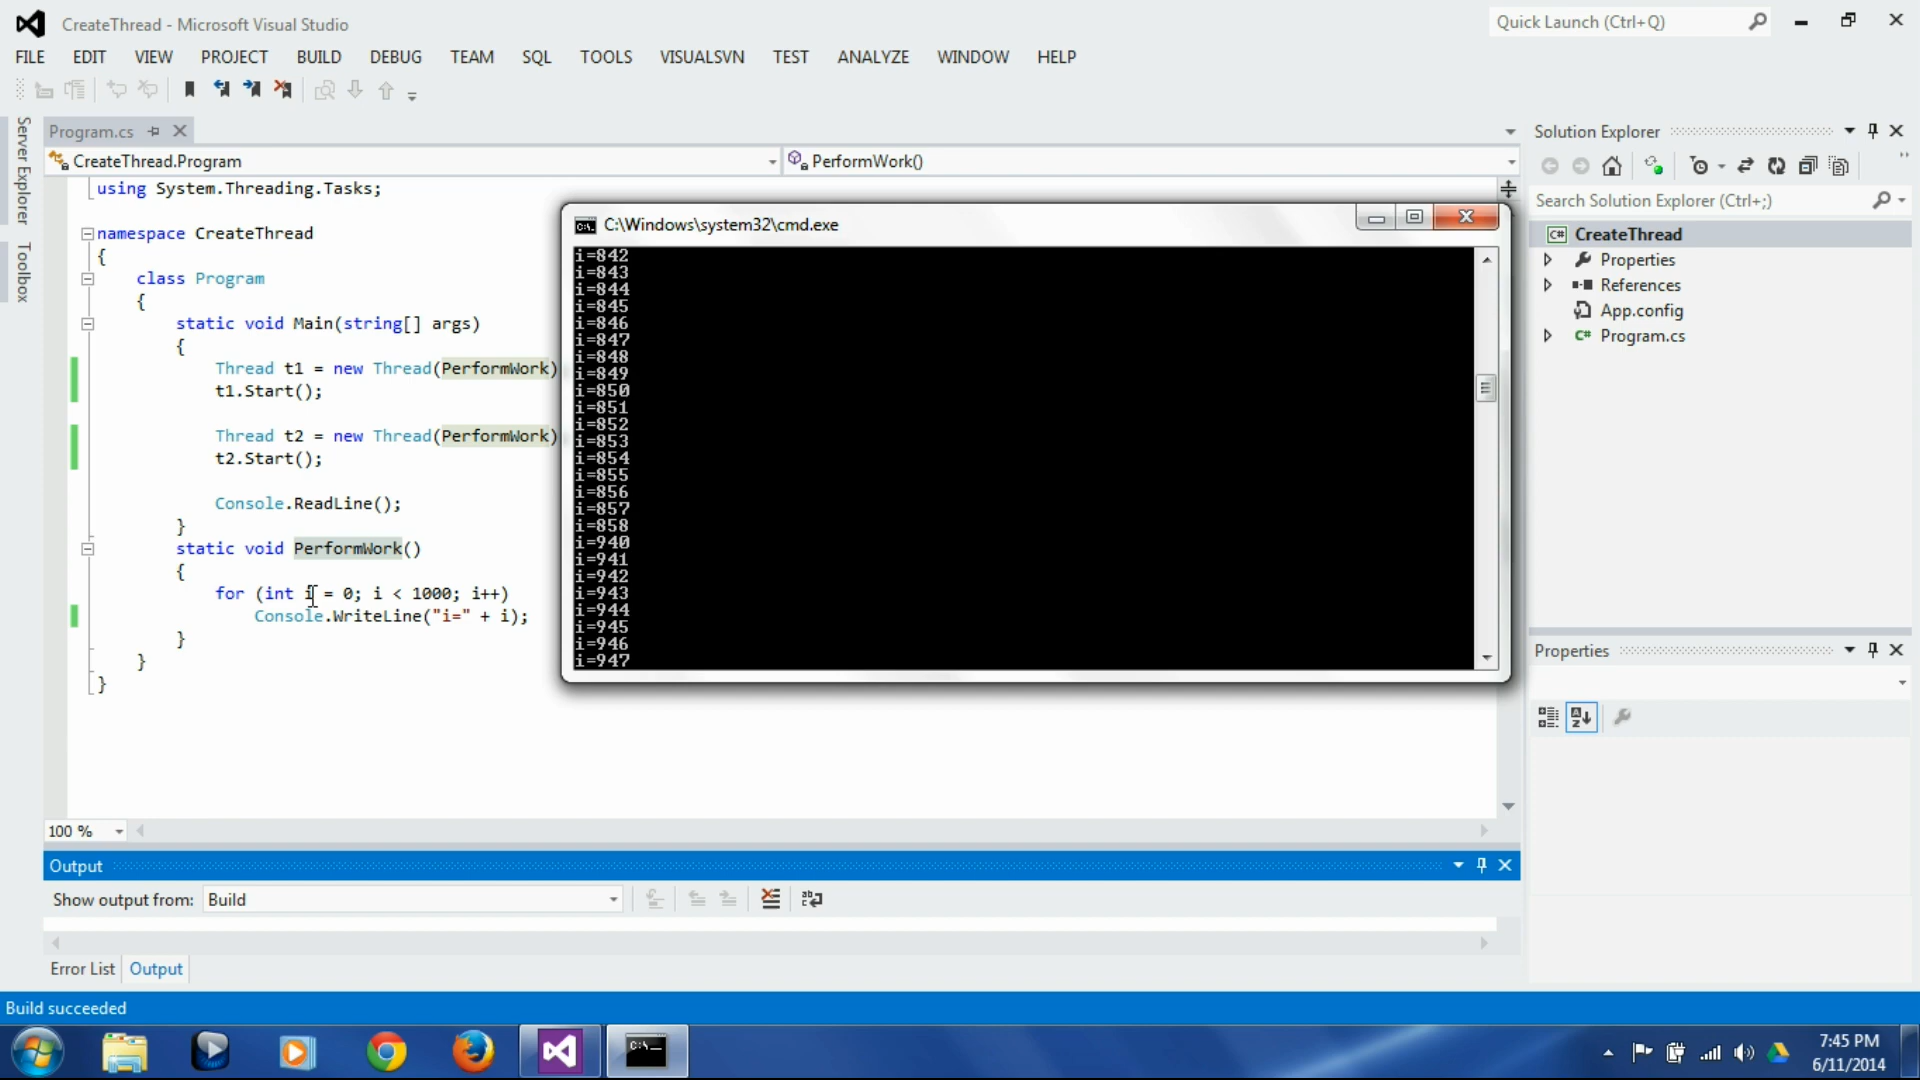 CreateThread - Microsoft Visual Studio
Quick Launch (Ctrl+Q)
FILE EDIT VIEW PROJECT BUILD DEBUG TEAM SQL TOOLS VISUALSVN TEST ANALYZE WINDOW HELP
Server Explorer
Toolbox
Program.cs
CreateThread.Program
PerformWork()
using System.Threading.Tasks;
namespace CreateThread
{
class Program
{
static void Main(string[] args)
{
Thread t1 = new Thread(PerformWork)
t1.Start();
Thread t2 = new Thread(PerformWork)
t2.Start();
Console.ReadLine();
}
static void PerformWork()
{
for (int i = 0; i < 1000; i++)
Console.WriteLine("i=" + i);
}
}
}
100 %
C:\Windows\system32\cmd.exe
i=842
i=843
i=844
i=845
i=846
i=847
i=848
i=849
i=850
i=851
i=852
i=853
i=854
i=855
i=856
i=857
i=858
i=940
i=941
i=942
i=943
i=944
i=945
i=946
i=947
Solution Explorer
Search Solution Explorer (Ctrl+;)
C# CreateThread
Properties
References
App.config
C# Program.cs
Properties
Output
Show output from: Build
Error List Output
Build succeeded
7:45 PM
6/11/2014